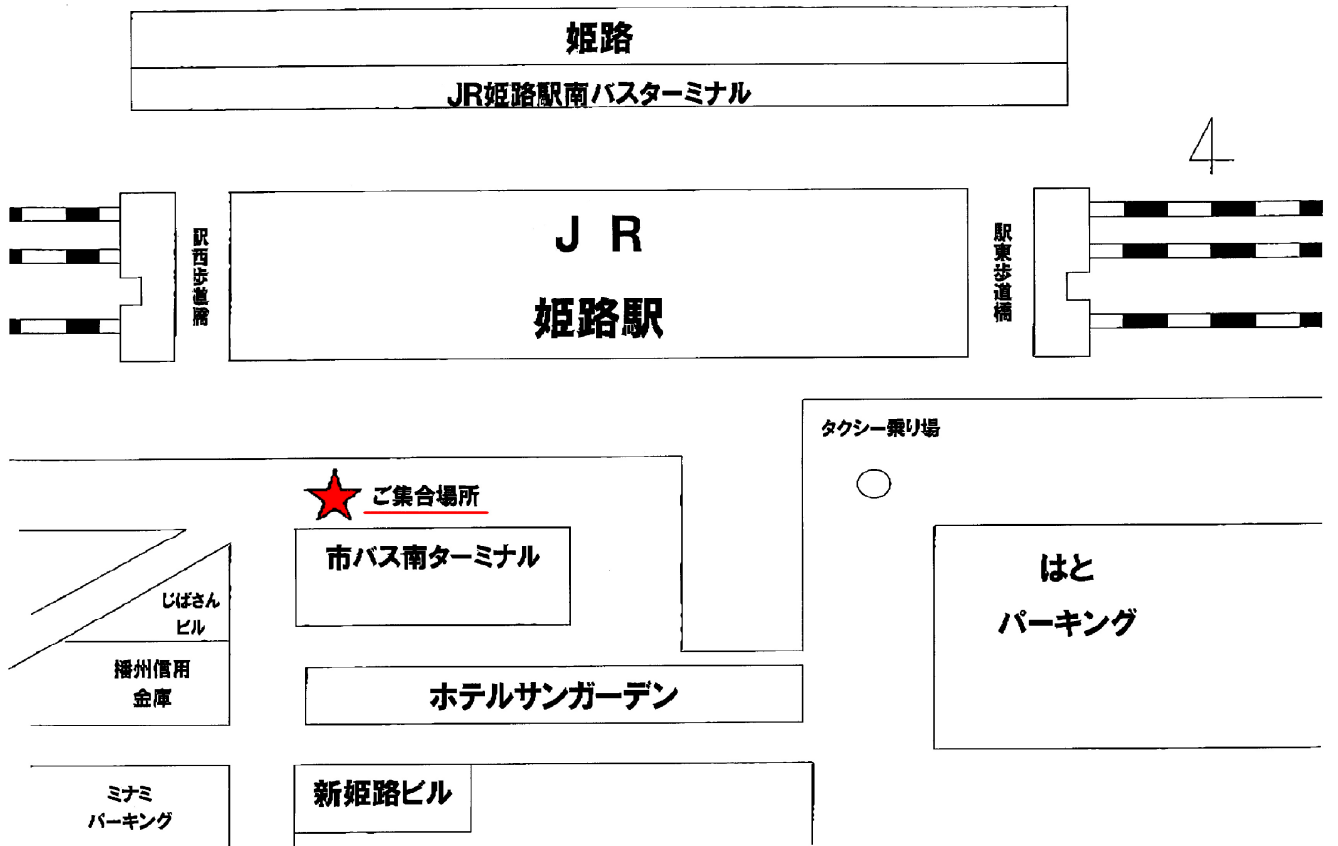 姫路
JR姫路駅南バスターミナル
4
駅西歩道橋
J R
姫路駅
駅東歩道橋
タクシー乗り場
ご集合場所
市バス南ターミナル
はと
パーキング
じばさん
ビル
播州信用
金庫
ホテルサンガーデン
ミナミ
パーキング
新姫路ビル